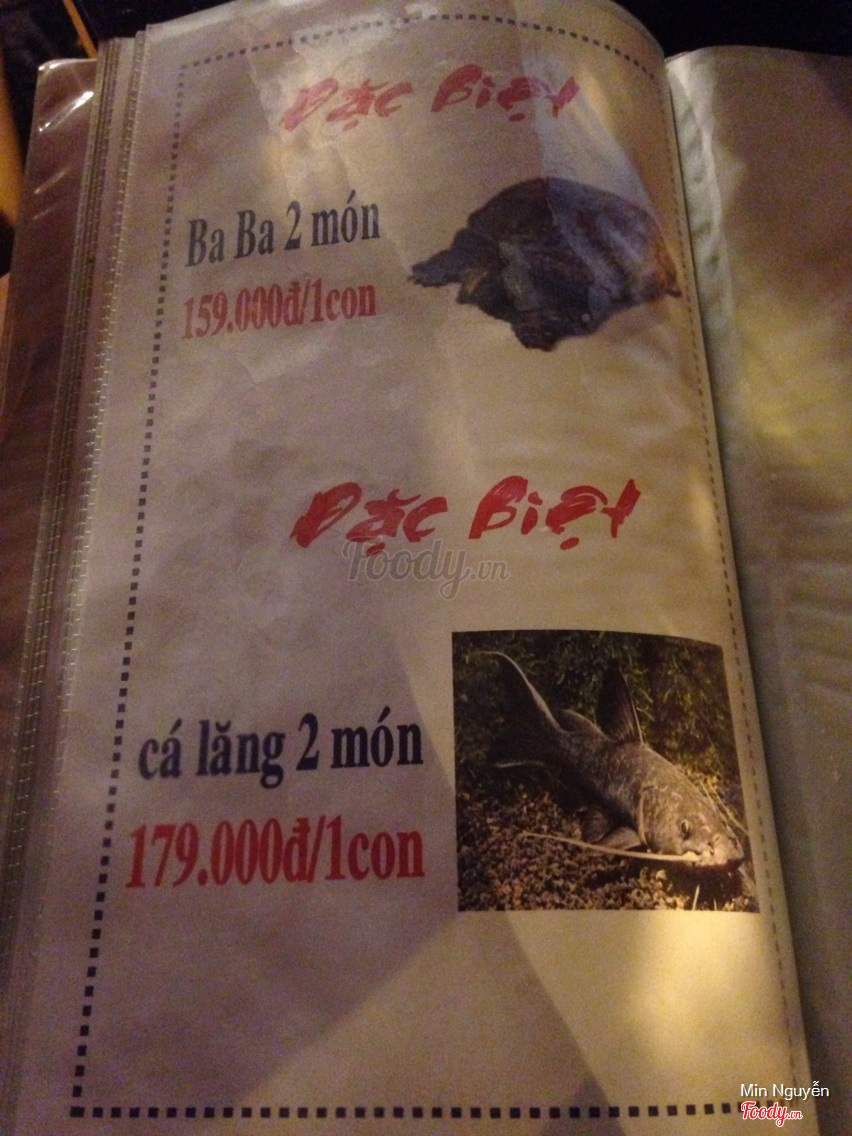 Đặc Biệt
Ba Ba 2 món
159.000đ/1con
Đặc Biệt
Foody.vn
cá lăng 2 món
179.000đ/1con
Min Nguyễn
Foody.vn